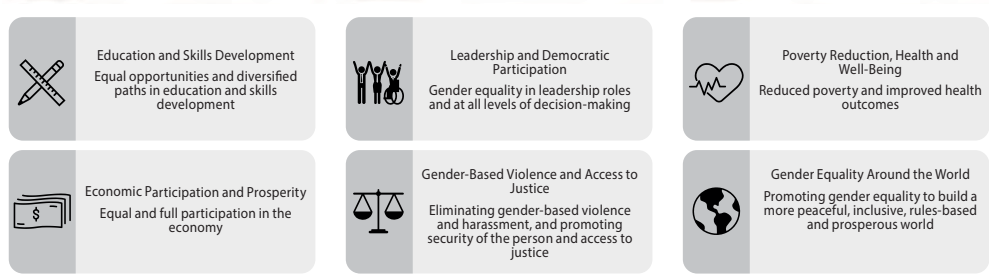 Education and Skills Development
Equal opportunities and diversified
paths in education and skills
development
Leadership and Democratic
Participation
Gender equality in leadership roles
and at all levels of decision-making
Poverty Reduction, Health and
Well-Being
Reduced poverty and improved health
outcomes
$
Economic Participation and Prosperity
Equal and full participation in the
economy
Gender-Based Violence and Access to
Justice
Eliminating gender-based violence
and harassment, and promoting
security of the person and access to
justice
Gender Equality Around the World
Promoting gender equality to build a
more peaceful, inclusive, rules-based
and prosperous world